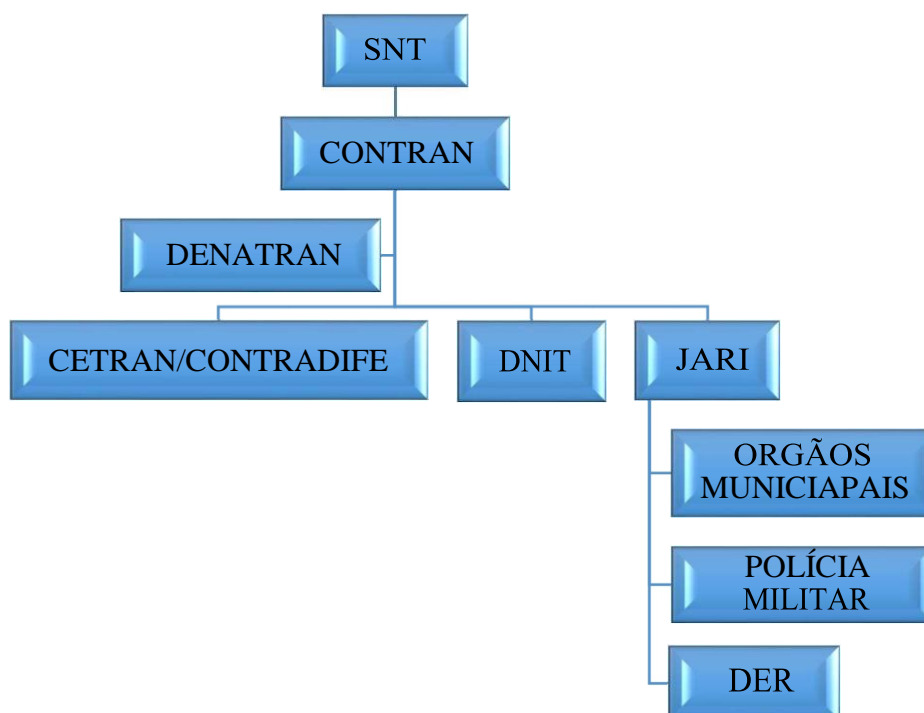 SNT
CONTRAN
DENATRAN
CETRAN/CONTRADIFE
DNIT
JARI
ORGÃOS
MUNICIAPAIS
POLÍCIA
MILITAR
DER